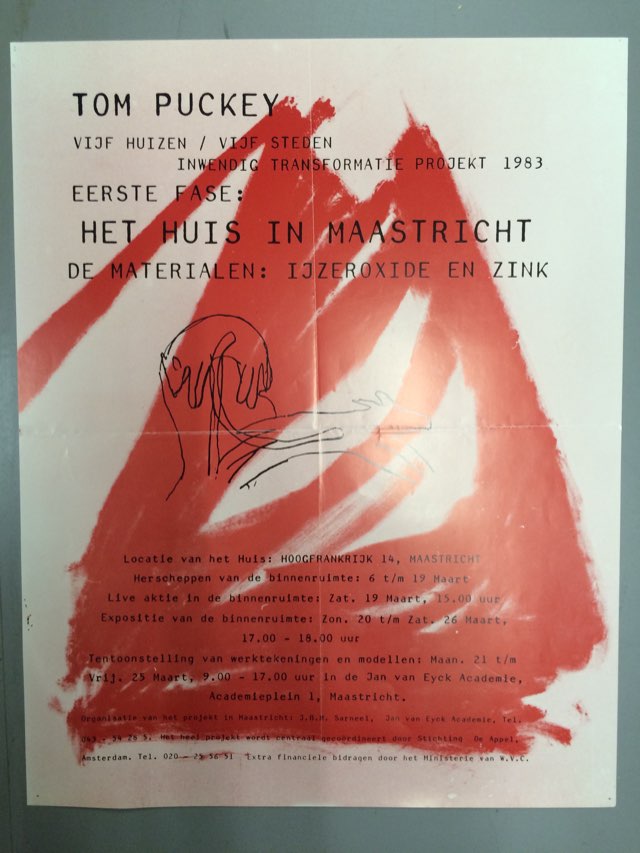 TOM PUCKEY
VIJF HUIZEN / VIJF STEDEN
INWENDIG TRANSFORMATIE PROJEKT 1983
EERSTE FASE:
HET HUIS IN MAASTRICHT
DE MATERIALEN: IJZEROXIDE EN ZINK
Locatie van het Huis: HOOGFRANKRIJK 14, MAASTRICHT
Herscheppen van de binnenruimte: 6 t/m 19 Maart
Live aktie in de binnenruimte: Zat. 19 Maart, 15.00 uur
Expositie van de binnenruimte: Zon. 20 t/m Zat. 26 Maart,
17.00 - 18.00 uur
Tentoonstelling van werktekeningen en modellen: Maan. 21 t/m
Vrij. 25 Maart, 9.00 - 17.00 uur in de Jan van Eyck Academie,
Academieplein 1, Maastricht.
Organisatie van het projekt in Maastricht: J.B.M. Sarneel, Jan van Eyck Academie, Tel.
Het heel projekt wordt centraal gecoördineert door Stichting De Appel,
Amsterdam. Tel. 020 - Extra financiele bidragen door het Ministerie van W.V.C.